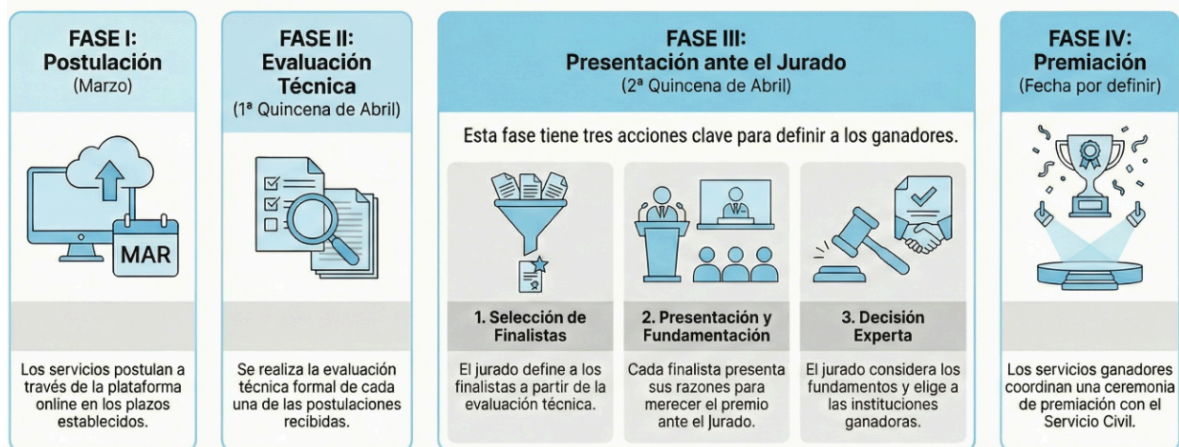 FASE I:
Postulación
(Marzo)
MAR
Los servicios postulan a
través de la plataforma
online en los plazos
establecidos.
FASE II:
Evaluación
Técnica
(1ª Quincena de Abril)
Se realiza la evaluación
técnica formal de cada
una de las postulaciones
recibidas.
FASE III:
Presentación ante el Jurado
(2ª Quincena de Abril)
Esta fase tiene tres acciones clave para definir a los ganadores.
1. Selección de
Finalistas
El jurado define a los
finalistas a partir de la
evaluación técnica.
2. Presentación y
Fundamentación
Cada finalista presenta
sus razones para
merecer el premio
ante el Jurado.
3. Decisión
Experta
El jurado considera los
fundamentos y elige a
las instituciones
ganadoras.
FASE IV:
Premiación
(Fecha por definir)
Los servicios ganadores
coordinan una ceremonia
de premiación con el
Servicio Civil.